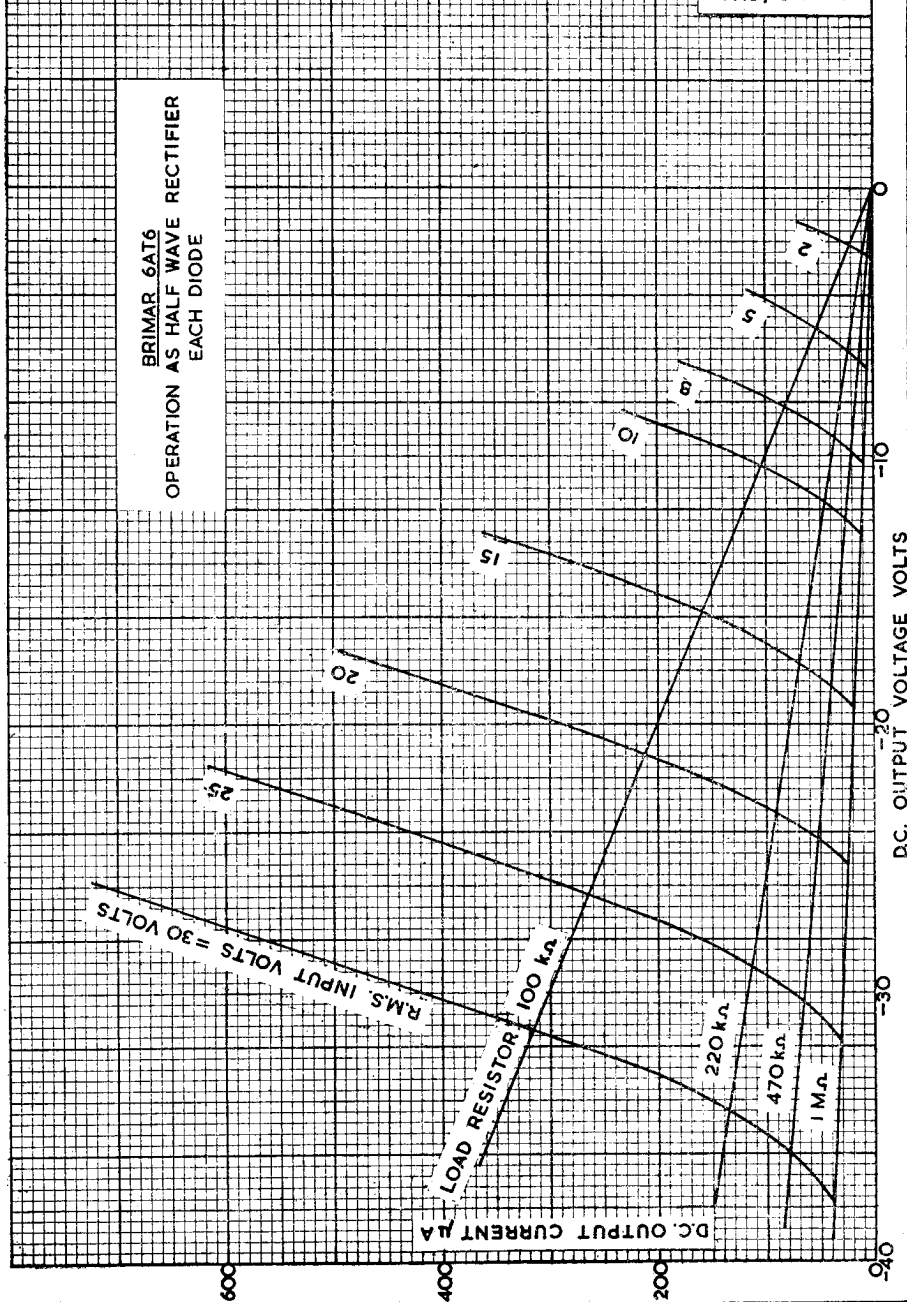 BRIMAR 6AT6
OPERATION AS HALF WAVE RECTIFIER
EACH DIODE
R.M.S. INPUT VOLTS = 30 VOLTS
25
20
15
10
8
5
2
LOAD RESISTOR 100 kΩ
220 kΩ
470 kΩ
1 MΩ
D.C. OUTPUT CURRENT μA
600
400
200
0
-40
-30
-20
-10
0
D.C. OUTPUT VOLTAGE VOLTS